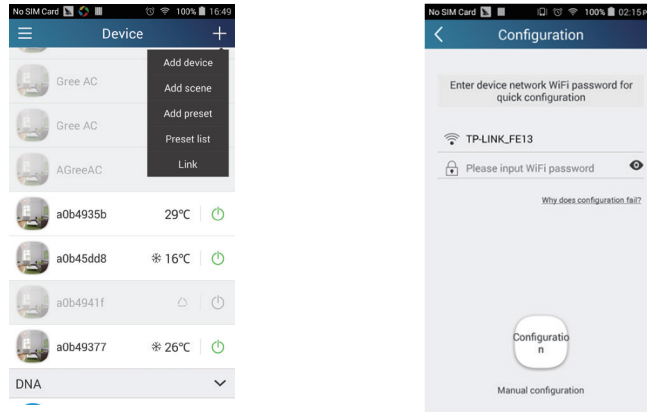 No SIM Card 100% 16:49
Device
Add device
Add scene
Add preset
Preset list
Link
Gree AC
Gree AC
AGreeAC
a0b4935b 29℃
a0b45dd8 16℃
a0b4941f
a0b49377 26℃
DNA
No SIM Card 100% 02:15P
Configuration
Enter device network WiFi password for
quick configuration
TP-LINK_FE13
Please input WiFi password
Why does configuration fail?
Configuratio
n
Manual configuration